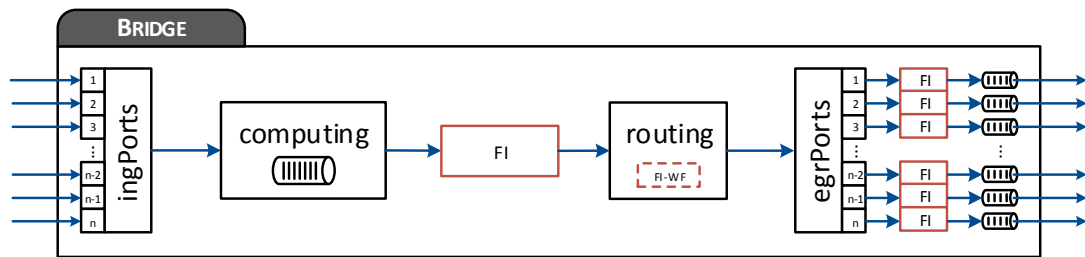 BRIDGE
1
2
3
⋮
n-2
n-1
n
ingPorts
computing
FI
routing
FI-WF
egrPorts
1
2
3
⋮
n-2
n-1
n
FI
FI
FI
FI
FI
FI
⋮